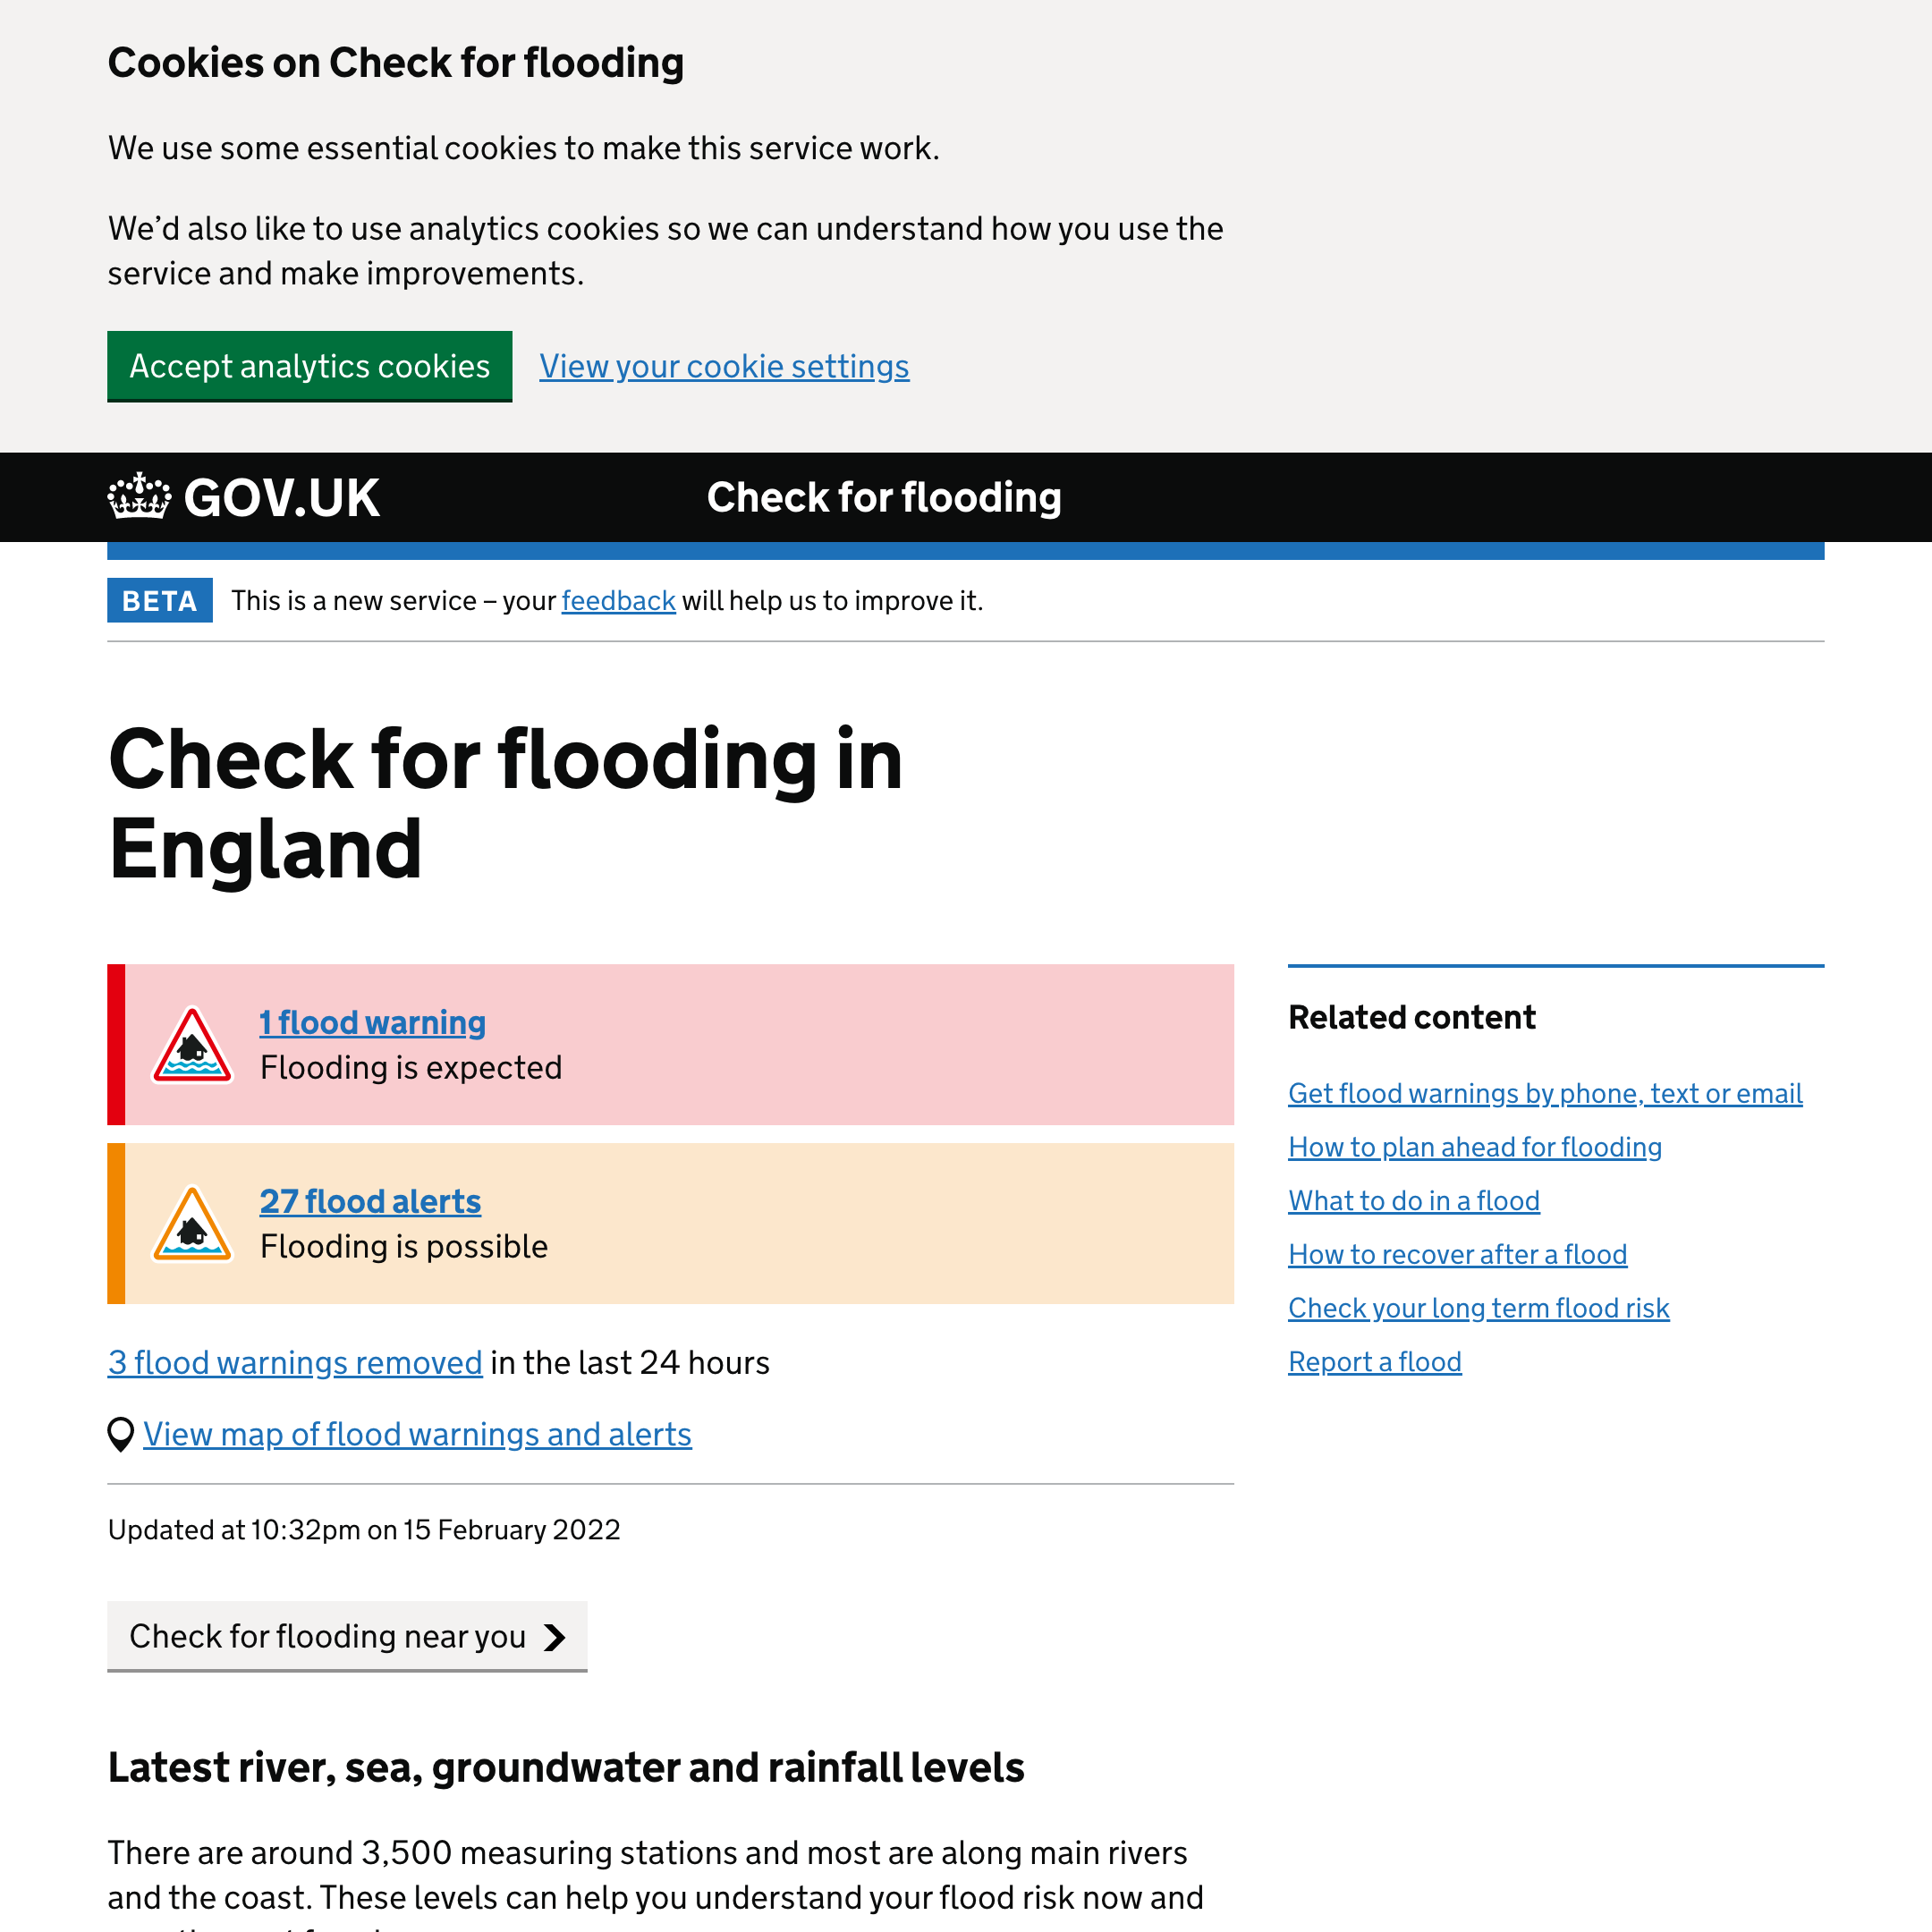 Cookies on Check for flooding
We use some essential cookies to make this service work.
We’d also like to use analytics cookies so we can understand how you use the
service and make improvements.
Accept analytics cookies
View your cookie settings
GOV.UK
Check for flooding
BETA
This is a new service – your feedback will help us to improve it.
Check for flooding in
England
1 flood warning
Flooding is expected
27 flood alerts
Flooding is possible
3 flood warnings removed in the last 24 hours
View map of flood warnings and alerts
Updated at 10:32pm on 15 February 2022
Check for flooding near you
Latest river, sea, groundwater and rainfall levels
There are around 3,500 measuring stations and most are along main rivers
and the coast. These levels can help you understand your flood risk now and
Related content
Get flood warnings by phone, text or email
How to plan ahead for flooding
What to do in a flood
How to recover after a flood
Check your long term flood risk
Report a flood